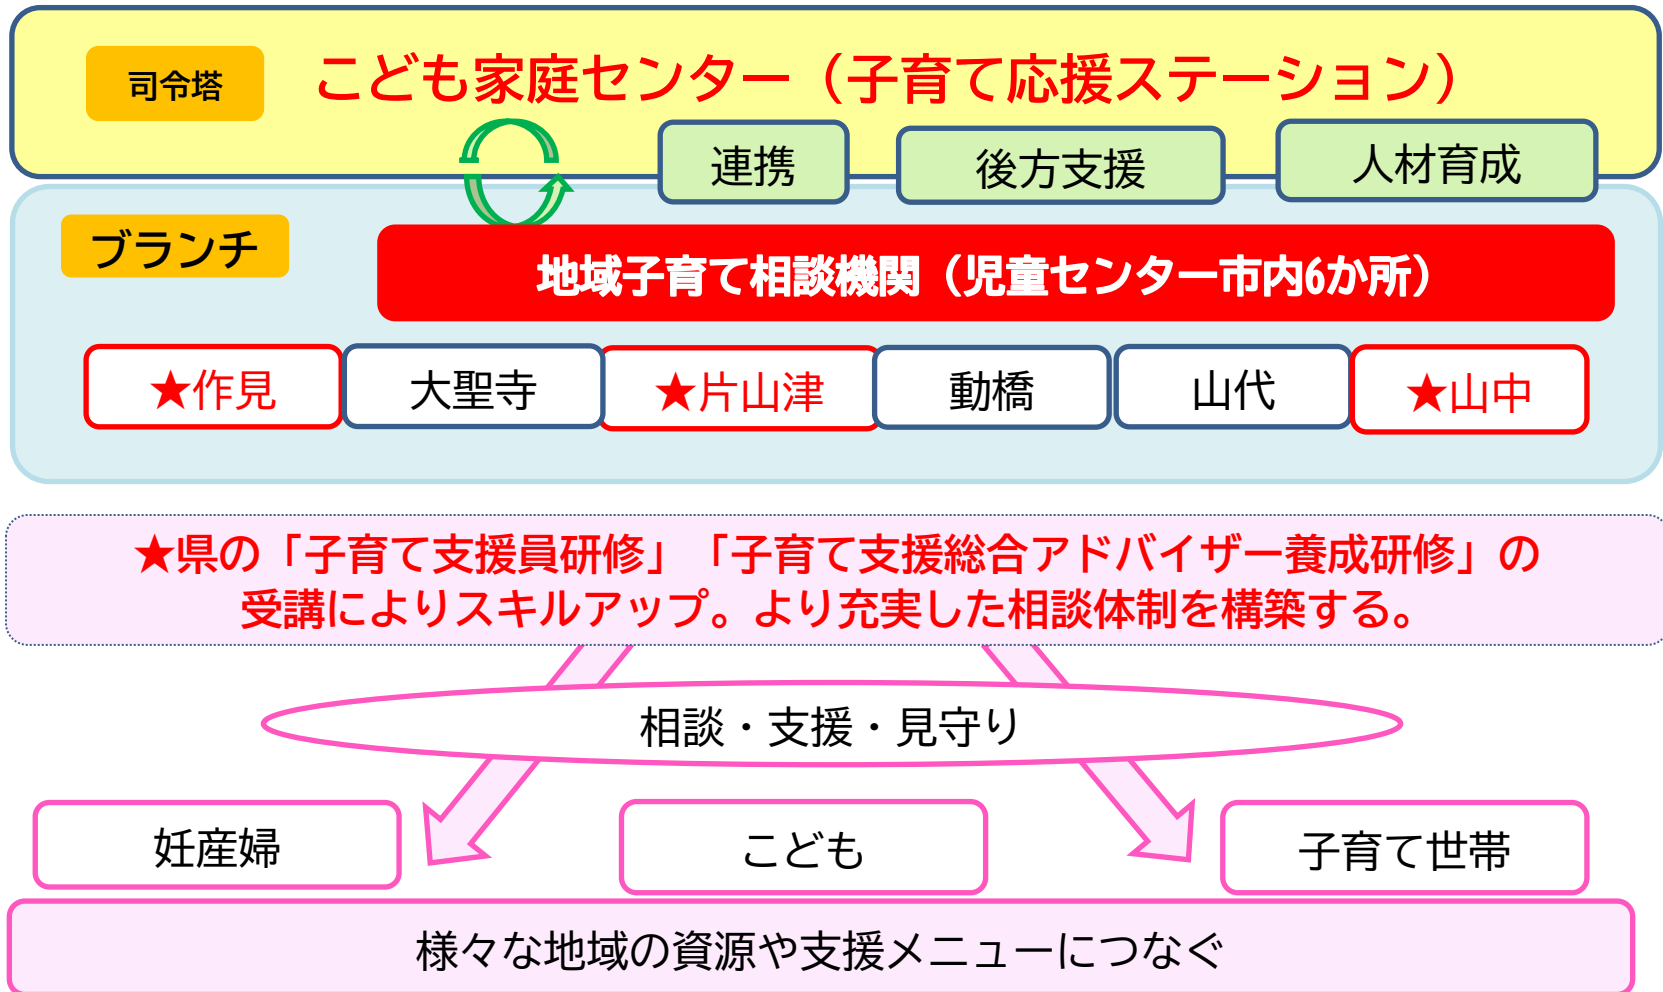 司令塔
こども家庭センター（子育て応援ステーション）
連携
後方支援
人材育成
ブランチ
地域子育て相談機関（児童センター市内6か所）
★作見
大聖寺
★片山津
動橋
山代
★山中
★県の「子育て支援員研修」「子育て支援総合アドバイザー養成研修」の
受講によりスキルアップ。より充実した相談体制を構築する。
相談・支援・見守り
妊産婦
こども
子育て世帯
様々な地域の資源や支援メニューにつなぐ